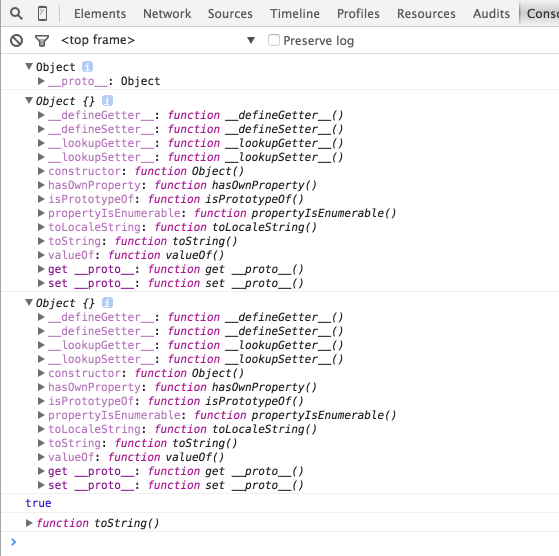 Elements Network Sources Timeline Profiles Resources Audits Conso
<top frame> Preserve log
Object i
__proto__: Object
Object {} i
__defineGetter__: function __defineGetter__()
__defineSetter__: function __defineSetter__()
__lookupGetter__: function __lookupGetter__()
__lookupSetter__: function __lookupSetter__()
constructor: function Object()
hasOwnProperty: function hasOwnProperty()
isPrototypeOf: function isPrototypeOf()
propertyIsEnumerable: function propertyIsEnumerable()
toLocaleString: function toLocaleString()
toString: function toString()
valueOf: function valueOf()
get __proto__: function get __proto__()
set __proto__: function set __proto__()
Object {} i
__defineGetter__: function __defineGetter__()
__defineSetter__: function __defineSetter__()
__lookupGetter__: function __lookupGetter__()
__lookupSetter__: function __lookupSetter__()
constructor: function Object()
hasOwnProperty: function hasOwnProperty()
isPrototypeOf: function isPrototypeOf()
propertyIsEnumerable: function propertyIsEnumerable()
toLocaleString: function toLocaleString()
toString: function toString()
valueOf: function valueOf()
get __proto__: function get __proto__()
set __proto__: function set __proto__()
true
function toString()